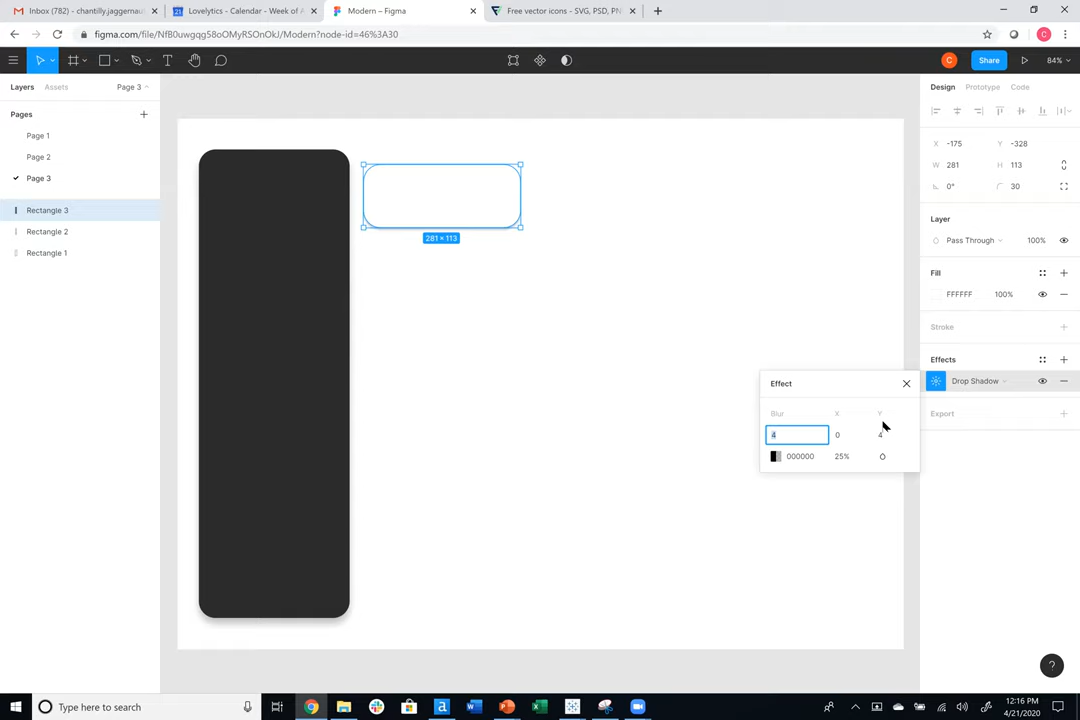 Inbox (782) - chantilly.jaggernau
Lovelytics - Calendar - Week of A
Modern – Figma
Free vector icons - SVG, PSD, PN
figma.com/file/NfB0uwgqg58oOMyRSOnOkJ/Modern?node-id=46%3A30
C
C
Share
84%
Layers
Assets
Page 3
Design
Prototype
Code
Pages
Page 1
Page 2
Page 3
X -175 Y -328
W 281 H 113
0° 30
Rectangle 3
Rectangle 2
Rectangle 1
281 × 113
Layer
Pass Through 100%
Fill
FFFFFF 100%
Stroke
Effects
Drop Shadow
Export
Effect
Blur X Y
4 0 4
000000 25%
?
Type here to search
12:16 PM
4/21/2020